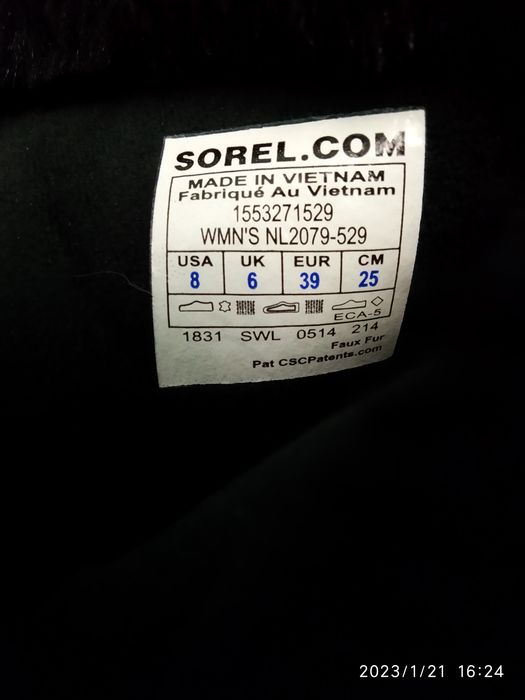 SOREL.COM
MADE IN VIETNAM
Fabriqué Au Vietnam
1553271529
WMN'S NL2079-529
USA UK EUR CM
8 6 39 25
ECA-5
1831 SWL 0514 214
Faux Fur
Pat CSCPatents.com
2023/1/21 16:24